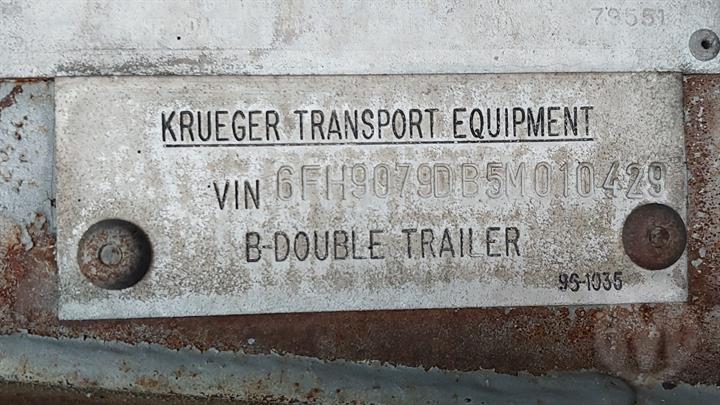 79551
KRUEGER TRANSPORT EQUIPMENT
VIN 6FH9079DB5M010429
B-DOUBLE TRAILER
96-1035